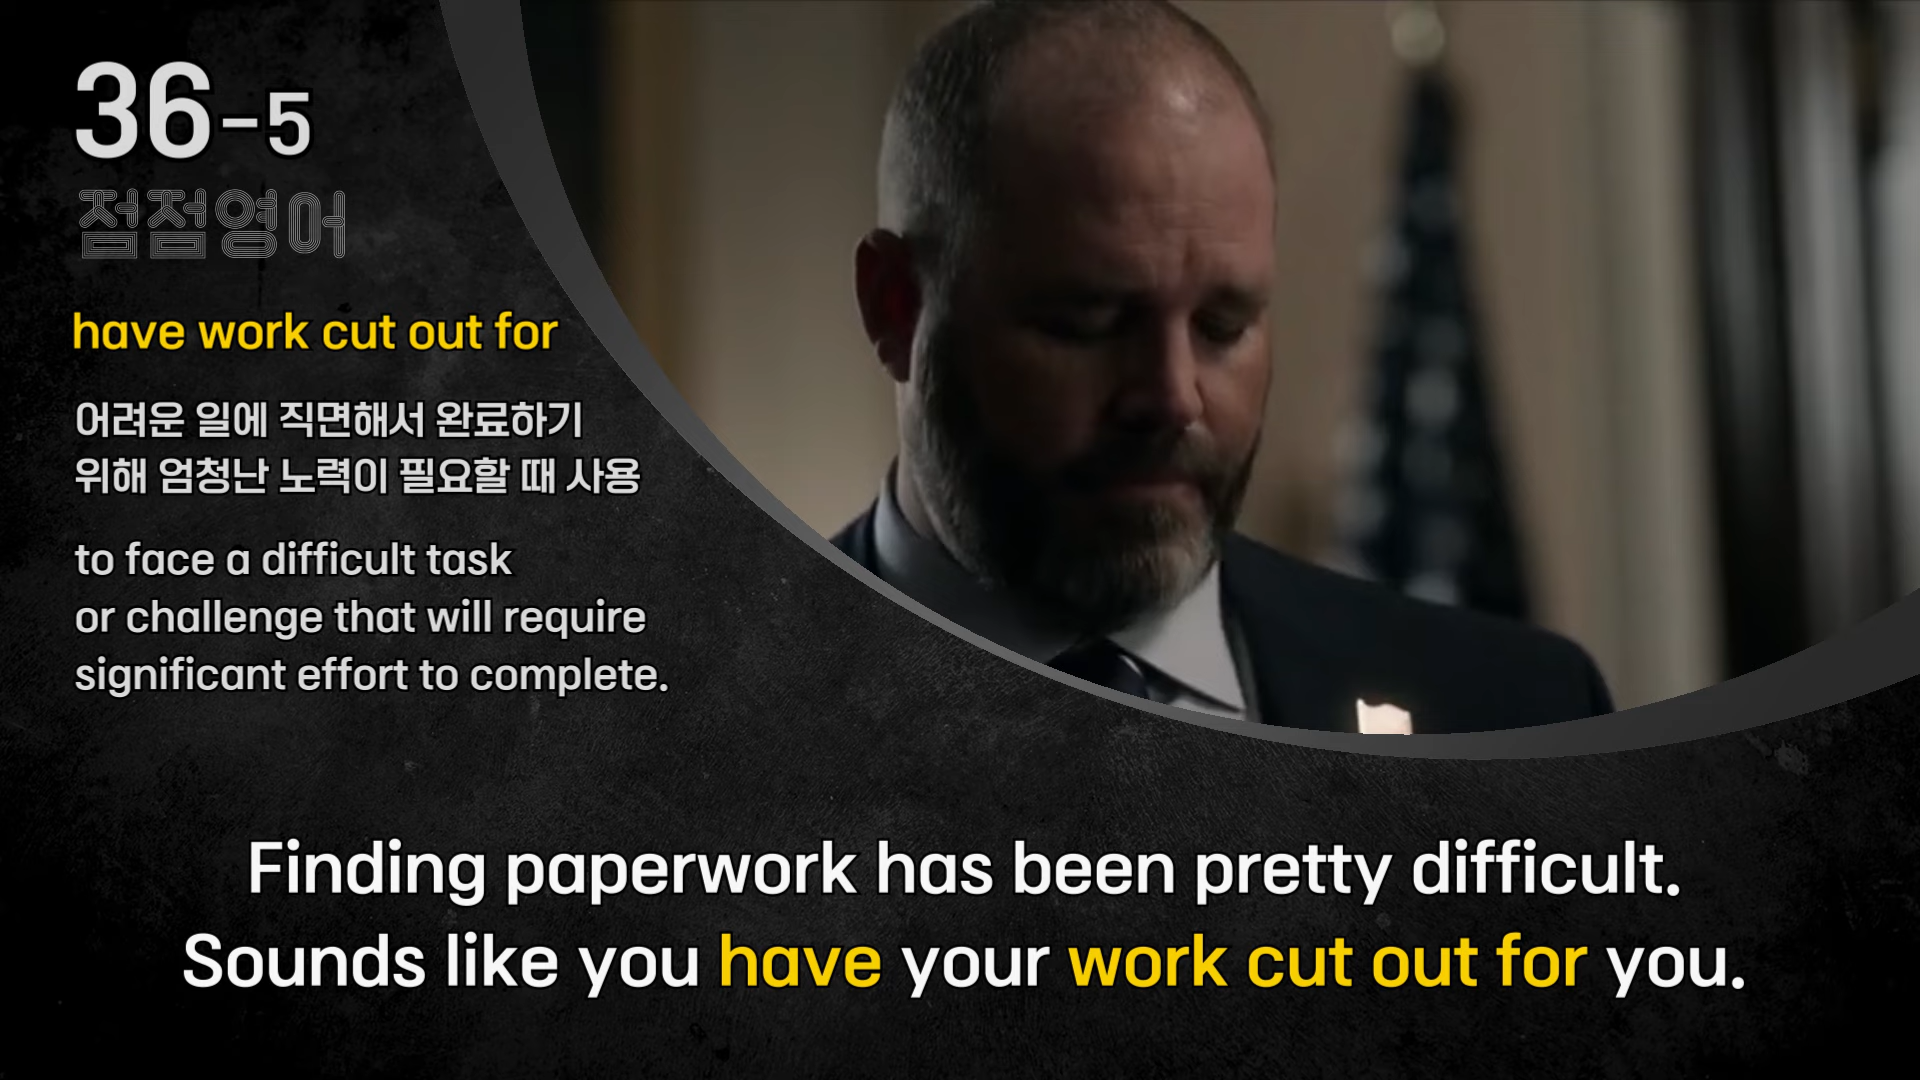 36-5
점점영어
have work cut out for
어려운 일에 직면해서 완료하기
위해 엄청난 노력이 필요할 때 사용
to face a difficult task
or challenge that will require
significant effort to complete.
Finding paperwork has been pretty difficult.
Sounds like you have your work cut out for you.